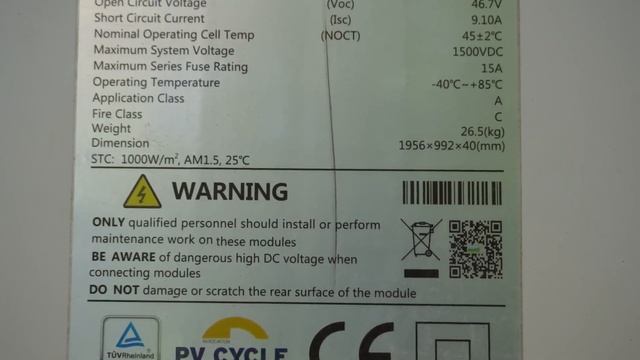 Open Circuit Voltage (Voc) 46.7V
Short Circuit Current (Isc) 9.10A
Nominal Operating Cell Temp (NOCT) 45±2℃
Maximum System Voltage 1500VDC
Maximum Series Fuse Rating 15A
Operating Temperature -40℃~+85℃
Application Class A
Fire Class C
Weight 26.5(kg)
Dimension 1956×992×40(mm)
STC: 1000W/m², AM1.5, 25℃
WARNING
ONLY qualified personnel should install or perform
maintenance work on these modules
BE AWARE of dangerous high DC voltage when
connecting modules
DO NOT damage or scratch the rear surface of the module
TÜVRheinland
PV CYCLE
CE